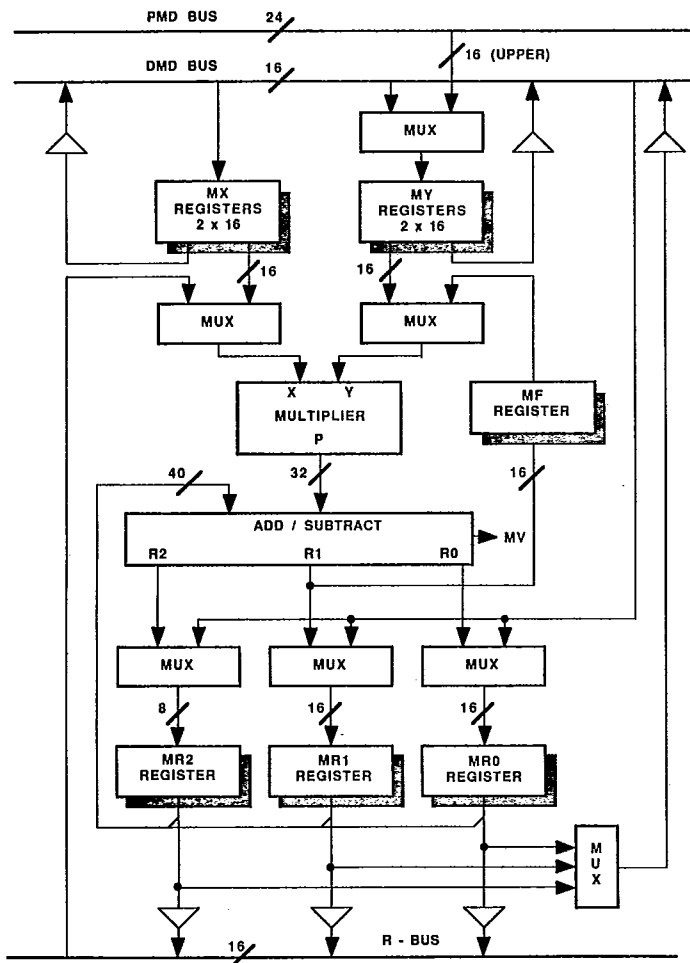 PMD BUS 24
16 (UPPER)
DMD BUS 16
MUX
MX
REGISTERS
2 x 16
MY
REGISTERS
2 x 16
16
16
MUX
MUX
X Y
MULTIPLIER
P
MF
REGISTER
40
32
16
ADD / SUBTRACT
R2 R1 R0
MV
MUX
MUX
MUX
8
16
16
MR2
REGISTER
MR1
REGISTER
MR0
REGISTER
M
U
X
16
R - BUS